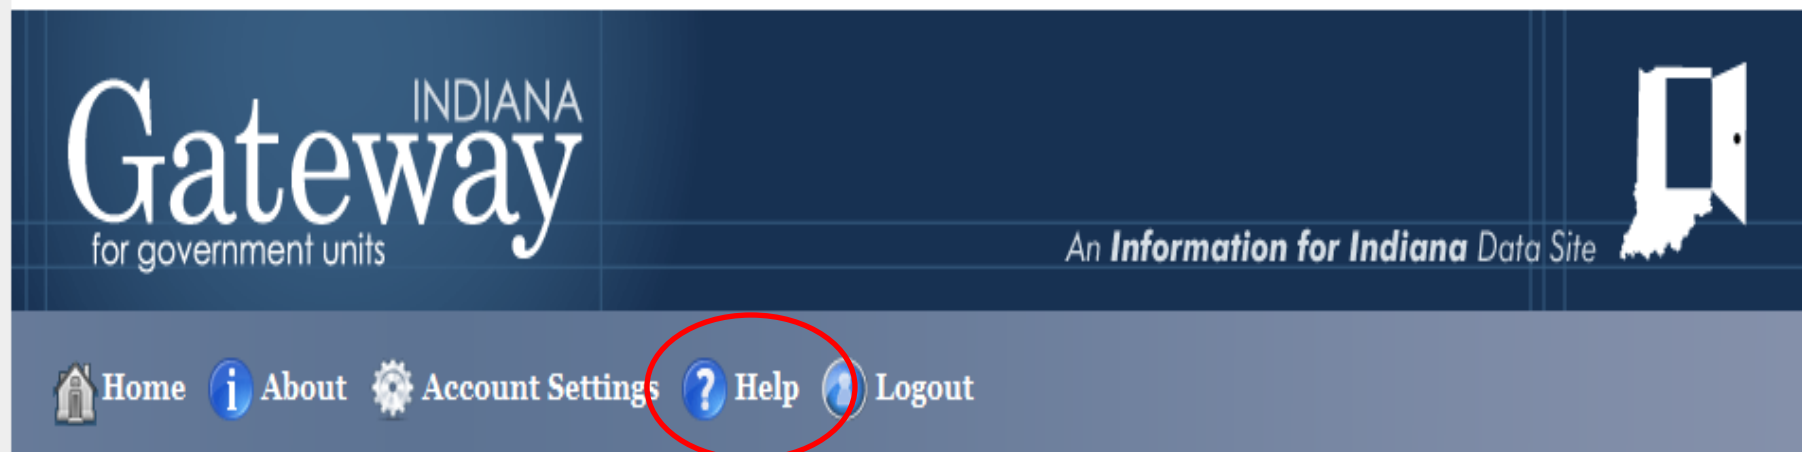 INDIANA
Gateway
for government units
An Information for Indiana Data Site
Home About Account Settings Help Logout